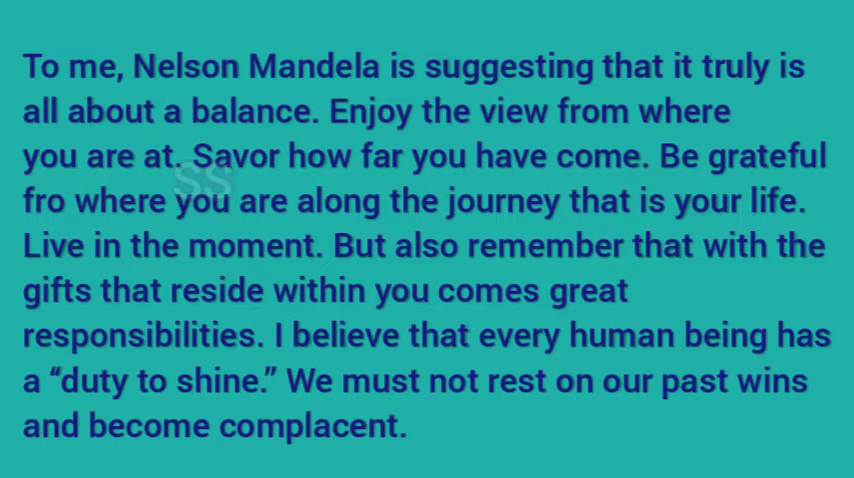 To me, Nelson Mandela is suggesting that it truly is
all about a balance. Enjoy the view from where
you are at. Savor how far you have come. Be grateful
fro where you are along the journey that is your life.
Live in the moment. But also remember that with the
gifts that reside within you comes great
responsibilities. I believe that every human being has
a “duty to shine.” We must not rest on our past wins
and become complacent.
SS